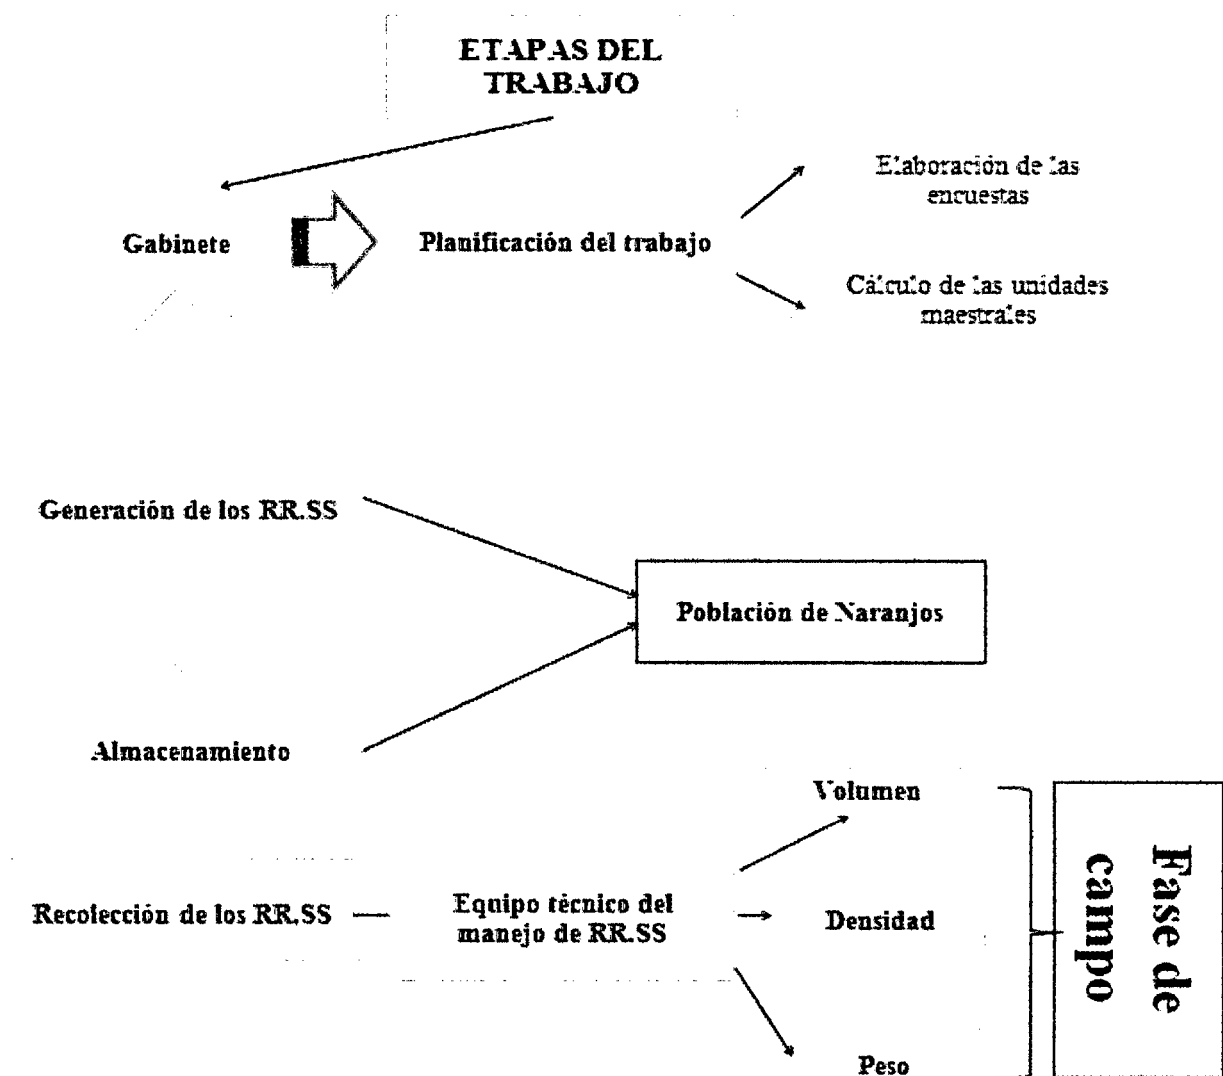 ETAPAS DEL
TRABAJO
Elaboración de las
encuestas
Gabinete
Planificación del trabajo
Cálculo de las unidades
maestrales
Generación de los RR.SS
Población de Naranjos
Almacenamiento
Volumen
Recolección de los RR.SS
Equipo técnico del
manejo de RR.SS
Densidad
Peso
Fase de
campo